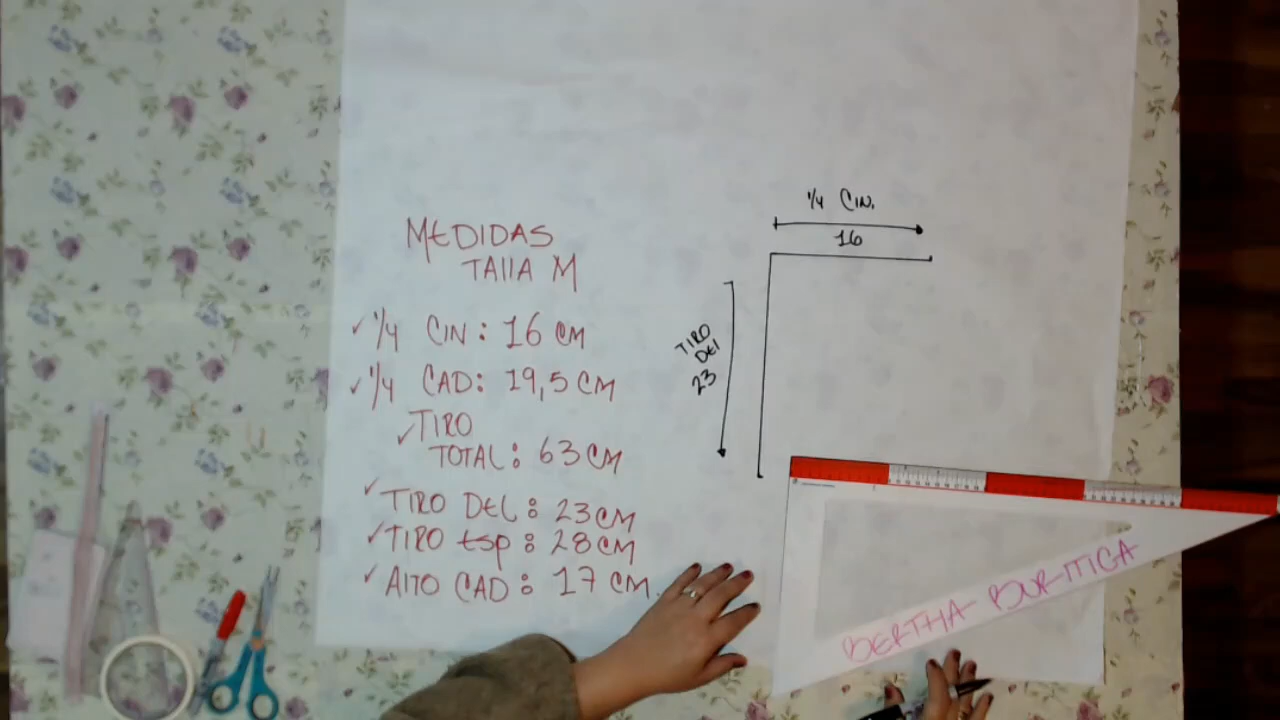 MEDIDAS
TAllA M
✓ 1/4 CIN : 16 CM
✓ 1/4 CAD: 19,5 CM
✓ TIRO
TOTAL : 63 CM
✓ TIRO DEL : 23 CM
✓ TIRO Esp : 28 CM
✓ AlTO CAD : 17 CM.
1/4 CIN.
16
TIRO
DEl
23
BERTHA BURITICA